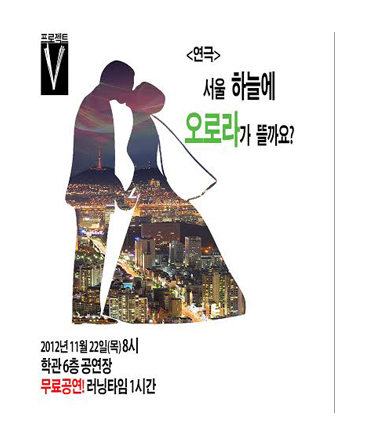 프로젝트
V
<연극>
서울 하늘에
오로라가 뜰까요?
2012년 11월 22일(목) 8시
학관 6층 공연장
무료공연! 러닝타임 1시간